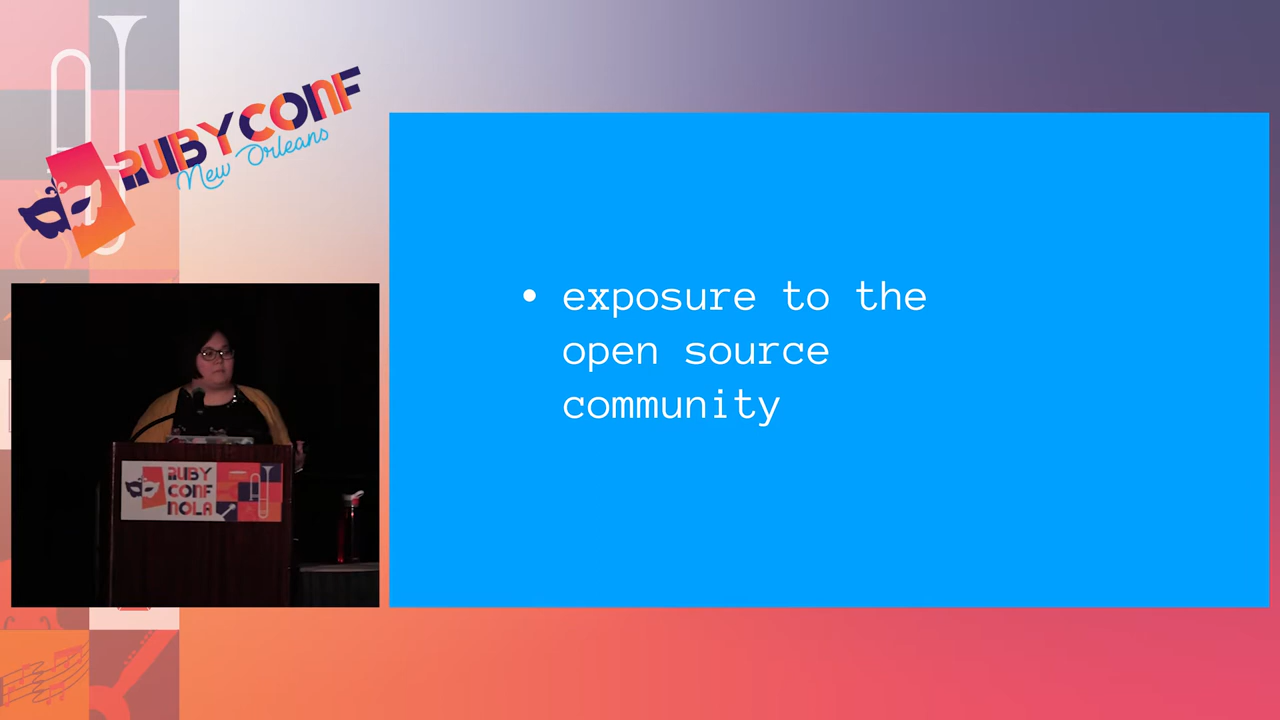 RUBYCONF
New Orleans
• exposure to the
open source
community
RUBY
CONF
NOLA